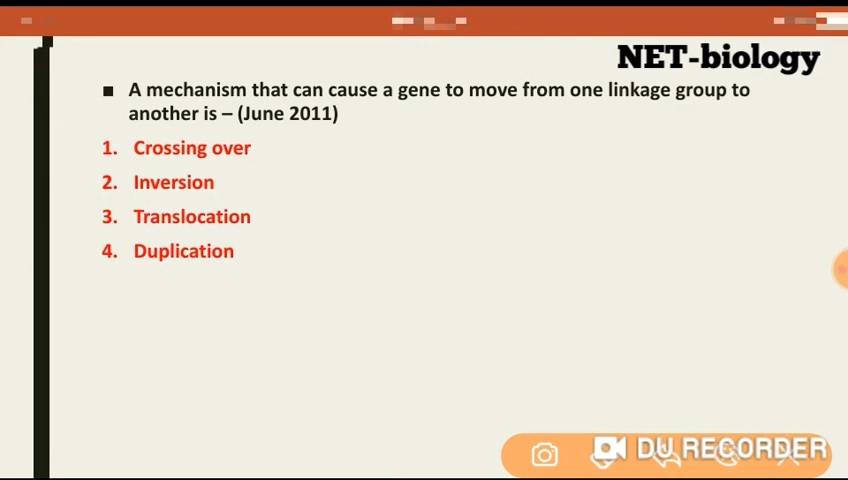 NET-biology
A mechanism that can cause a gene to move from one linkage group to
another is – (June 2011)
1. Crossing over
2. Inversion
3. Translocation
4. Duplication
DU RECORDER